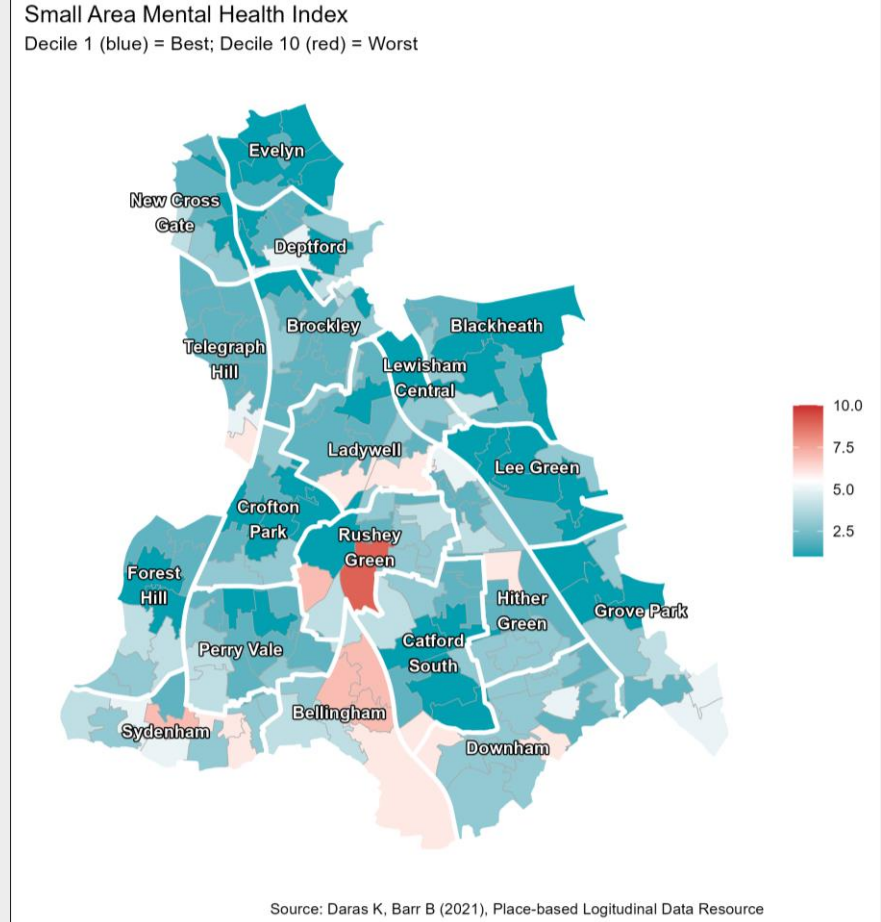 Small Area Mental Health Index
Decile 1 (blue) = Best; Decile 10 (red) = Worst
Evelyn
New Cross
Gate
Deptford
Brockley
Blackheath
Telegraph
Hill
Lewisham
Central
Ladywell
Lee Green
Crofton
Park
Rushey
Green
Forest
Hill
Hither
Green
Grove Park
Perry Vale
Catford
South
Bellingham
Sydenham
Downham
10.0
7.5
5.0
2.5
Source: Daras K, Barr B (2021), Place-based Logitudinal Data Resource